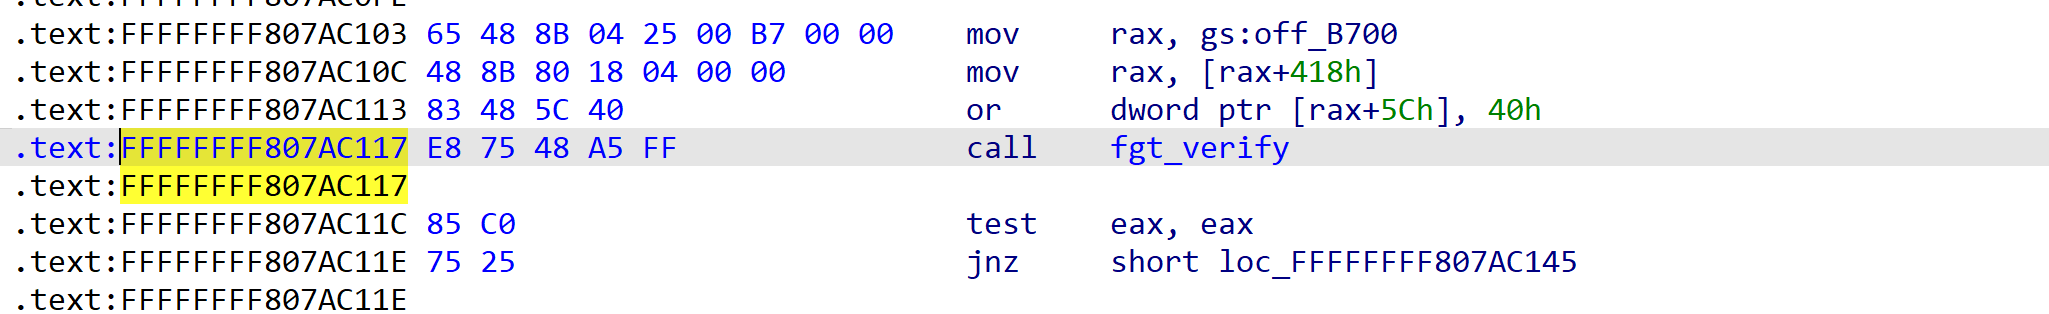 .text:FFFFFFFF807AC103 65 48 8B 04 25 00 B7 00 00 mov rax, gs:off_B700
.text:FFFFFFFF807AC10C 48 8B 80 18 04 00 00 mov rax, [rax+418h]
.text:FFFFFFFF807AC113 83 48 5C 40 or dword ptr [rax+5Ch], 40h
.text:FFFFFFFF807AC117 E8 75 48 A5 FF call fgt_verify
.text:FFFFFFFF807AC117
.text:FFFFFFFF807AC11C 85 C0 test eax, eax
.text:FFFFFFFF807AC11E 75 25 jnz short loc_FFFFFFFF807AC145
.text:FFFFFFFF807AC11E